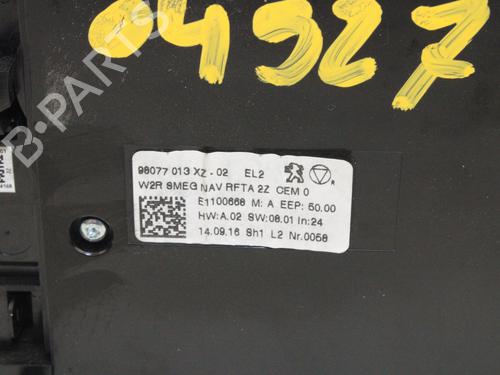 04327
98077 013 XZ - 02 EL2
W2R SMEG NAV RFTA 2Z CEM 0
E1100668 M: A EEP: 50.00
HW:A.02 SW:08.01 In:24
14.09.16 Sh1 L2 Nr.0058
B-PARTS